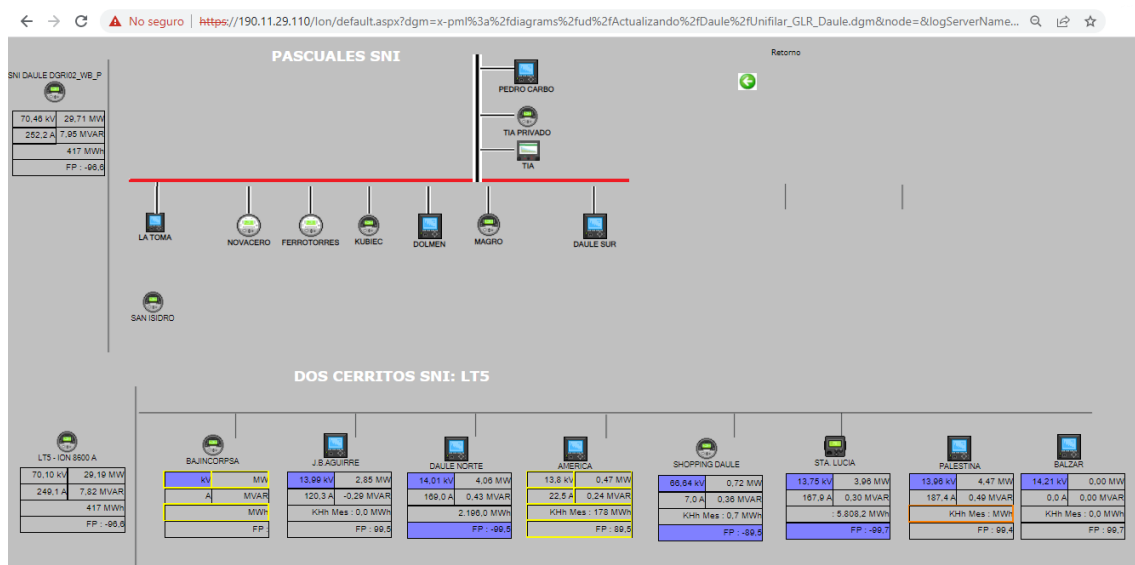 No seguro https://190.11.29.110/Ion/default.aspx?dgm=x-pml%3a%2fdiagrams%2fud%2fActualizando%2fDaule%2fUnifilar_GLR_Daule.dgm&node=&logServerName...
PASCUALES SNI
Retorno
SNI DAULE DGRI02_WB_P
70,46 kV 29,71 MW
252,2 A 7,95 MVAR
417 MWh
FP : -96,6
PEDRO CARBO
TIA PRIVADO
TIA
LA TOMA
NOVACERO
FERROTORRES
KUBIEC
DOLMEN
MAGRO
DAULE SUR
SAN ISIDRO
DOS CERRITOS SNI: LT5
LT5 - ION 8600 A
70,10 kV 29,19 MW
249,1 A 7,82 MVAR
417 MWh
FP : -96,6
BAJINCORPSA
kV MW
A MVAR
MWh
FP :
J.B.AGUIRRE
13,99 kV 2,85 MW
120,3 A -0,29 MVAR
KHh Mes : 0,0 MWh
FP : 99,5
DAULE NORTE
14,01 kV 4,06 MW
169,0 A 0,43 MVAR
2.196,0 MWh
FP : -99,5
AMERICA
13,8 kV 0,47 MW
22,5 A 0,24 MVAR
KHh Mes : 178 MWh
FP : 89,5
SHOPPING DAULE
66,64 kV 0,72 MW
7,0 A 0,36 MVAR
KHh Mes : 0,7 MWh
FP : -89,5
STA. LUCIA
13,75 kV 3,96 MW
167,9 A 0,30 MVAR
: 5.808,2 MWh
FP : -99,7
PALESTINA
13,96 kV 4,47 MW
187,4 A 0,49 MVAR
KHh Mes : MWh
FP : 99,4
BALZAR
14,21 kV 0,00 MW
0,0 A 0,00 MVAR
KHh Mes : 0,0 MWh
FP : 99,7